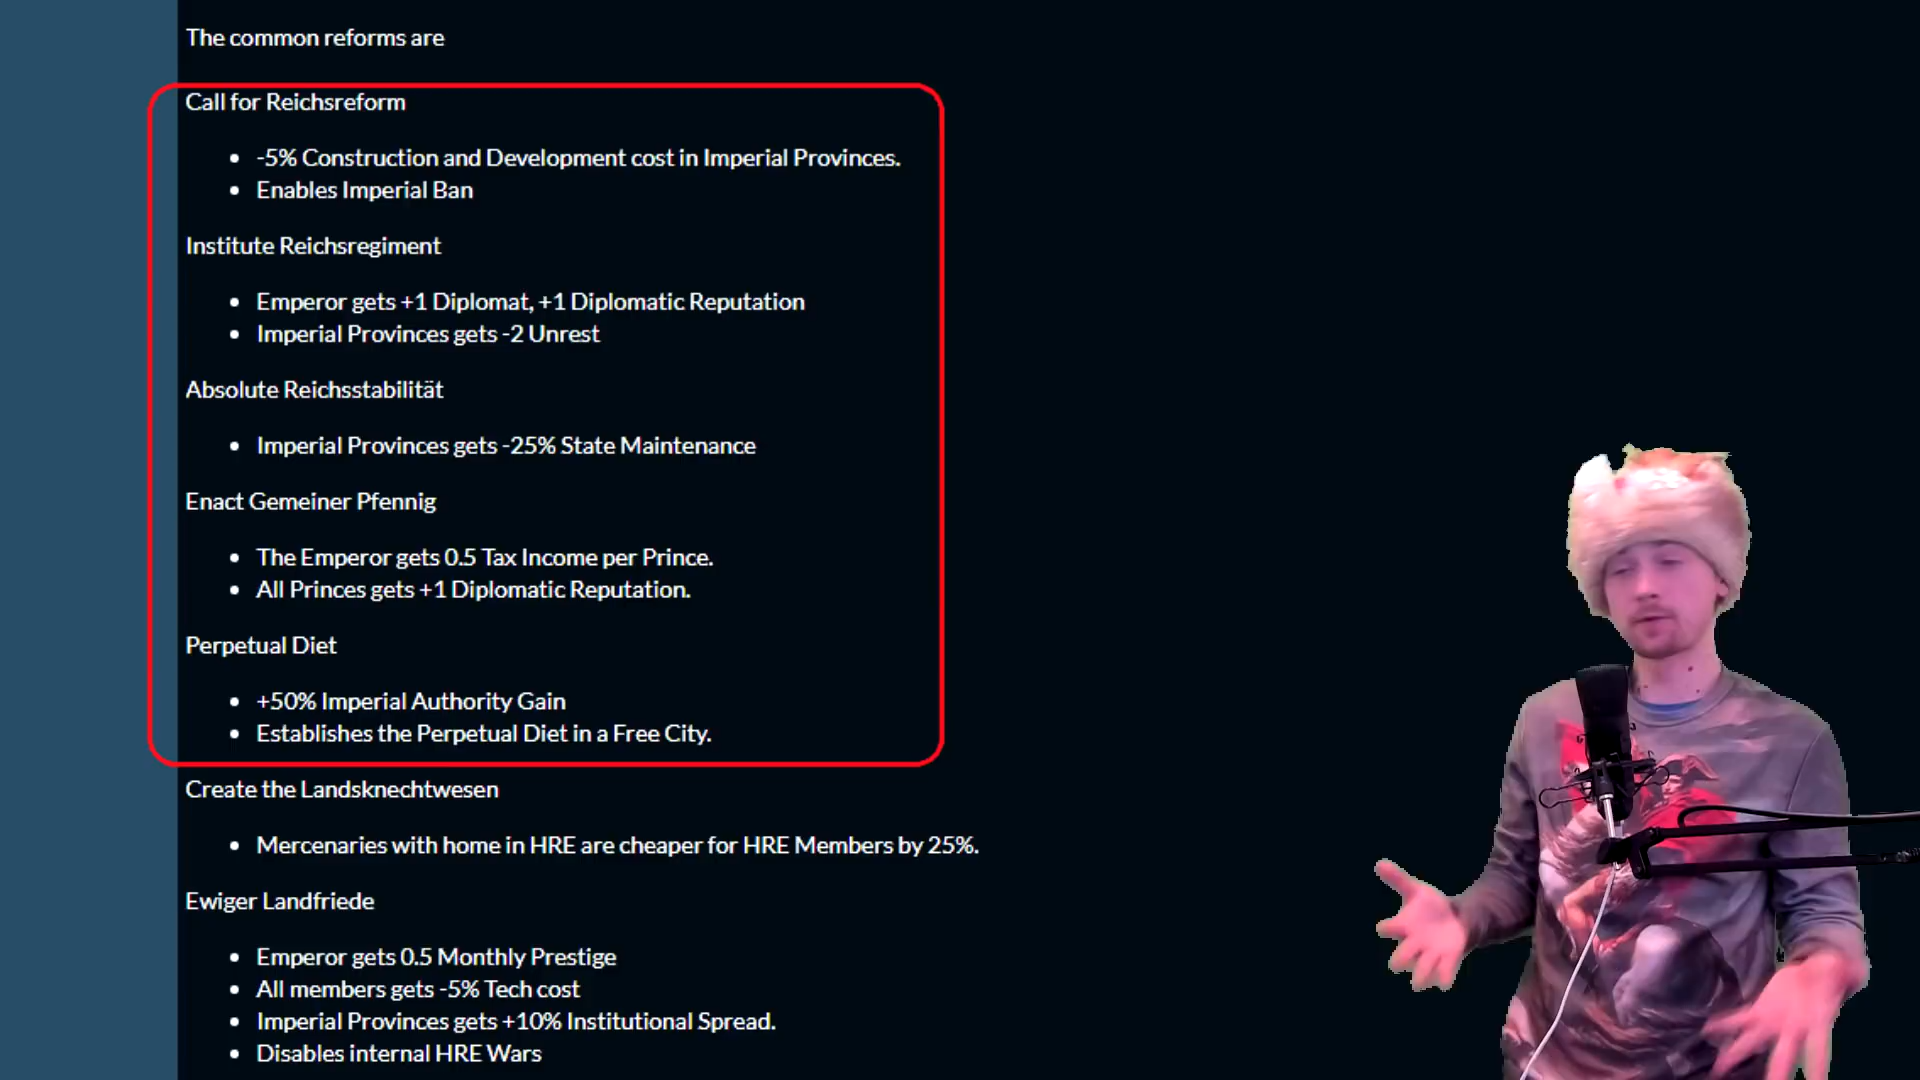 The common reforms are
Call for Reichsreform
-5% Construction and Development cost in Imperial Provinces.
Enables Imperial Ban
Institute Reichsregiment
Emperor gets +1 Diplomat, +1 Diplomatic Reputation
Imperial Provinces gets -2 Unrest
Absolute Reichsstabilität
Imperial Provinces gets -25% State Maintenance
Enact Gemeiner Pfennig
The Emperor gets 0.5 Tax Income per Prince.
All Princes gets +1 Diplomatic Reputation.
Perpetual Diet
+50% Imperial Authority Gain
Establishes the Perpetual Diet in a Free City.
Create the Landsknechtwesen
Mercenaries with home in HRE are cheaper for HRE Members by 25%.
Ewiger Landfriede
Emperor gets 0.5 Monthly Prestige
All members gets -5% Tech cost
Imperial Provinces gets +10% Institutional Spread.
Disables internal HRE Wars